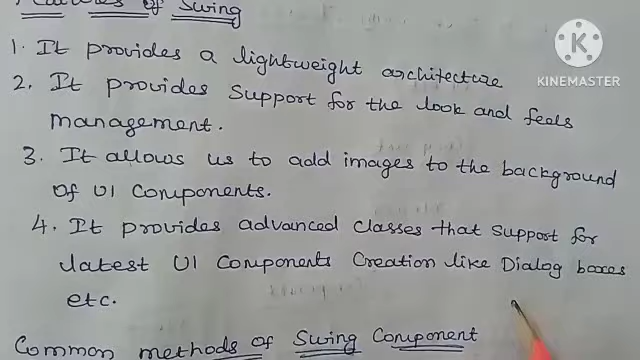 Features of Swing
1. It provides a lightweight architecture
2. It provides support for the look and feels
management.
3. It allows us to add images to the background
of UI Components.
4. It provides advanced classes that support for
latest UI Components Creation like Dialog boxes
etc.
Common methods of Swing Component
KINEMASTER